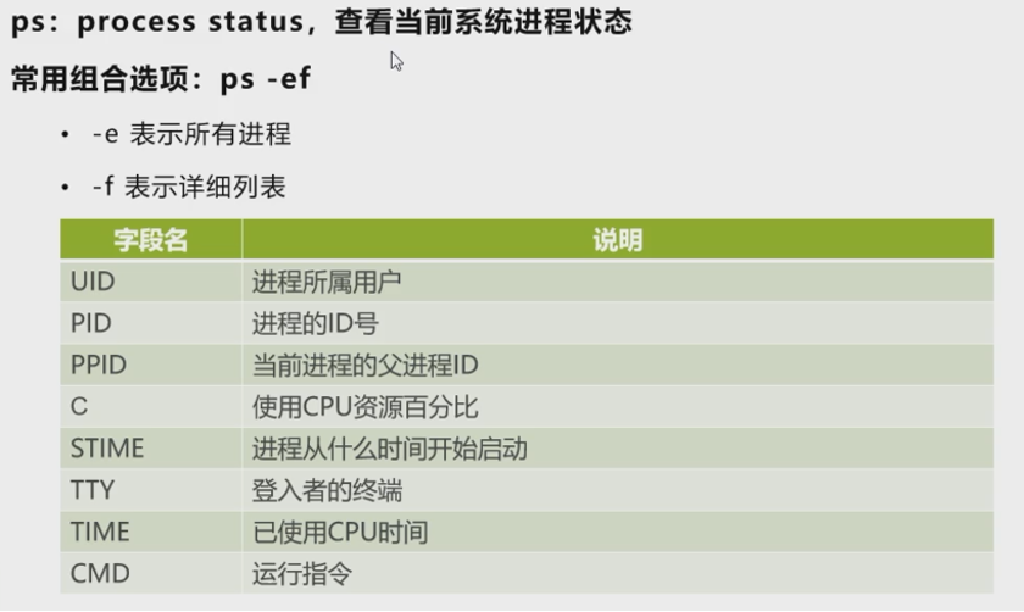 ps：process status，查看当前系统进程状态
常用组合选项：ps -ef
• -e 表示所有进程
• -f 表示详细列表
字段名 说明
UID 进程所属用户
PID 进程的ID号
PPID 当前进程的父进程ID
C 使用CPU资源百分比
STIME 进程从什么时间开始启动
TTY 登入者的终端
TIME 已使用CPU时间
CMD 运行指令